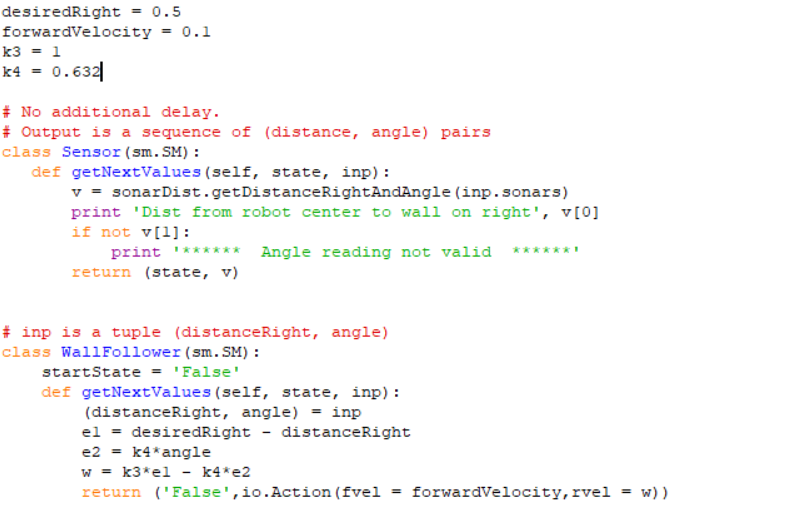 desiredRight = 0.5
forwardVelocity = 0.1
k3 = 1
k4 = 0.632
# No additional delay.
# Output is a sequence of (distance, angle) pairs
class Sensor(sm.SM):
   def getNextValues(self, state, inp):
       v = sonarDist.getDistanceRightAndAngle(inp.sonars)
       print 'Dist from robot center to wall on right', v[0]
       if not v[1]:
           print '******  Angle reading not valid  ******'
       return (state, v)
# inp is a tuple (distanceRight, angle)
class WallFollower(sm.SM):
    startState = 'False'
    def getNextValues(self, state, inp):
        (distanceRight, angle) = inp
        e1 = desiredRight - distanceRight
        e2 = k4*angle
        w = k3*e1 - k4*e2
        return ('False',io.Action(fvel = forwardVelocity,rvel = w))